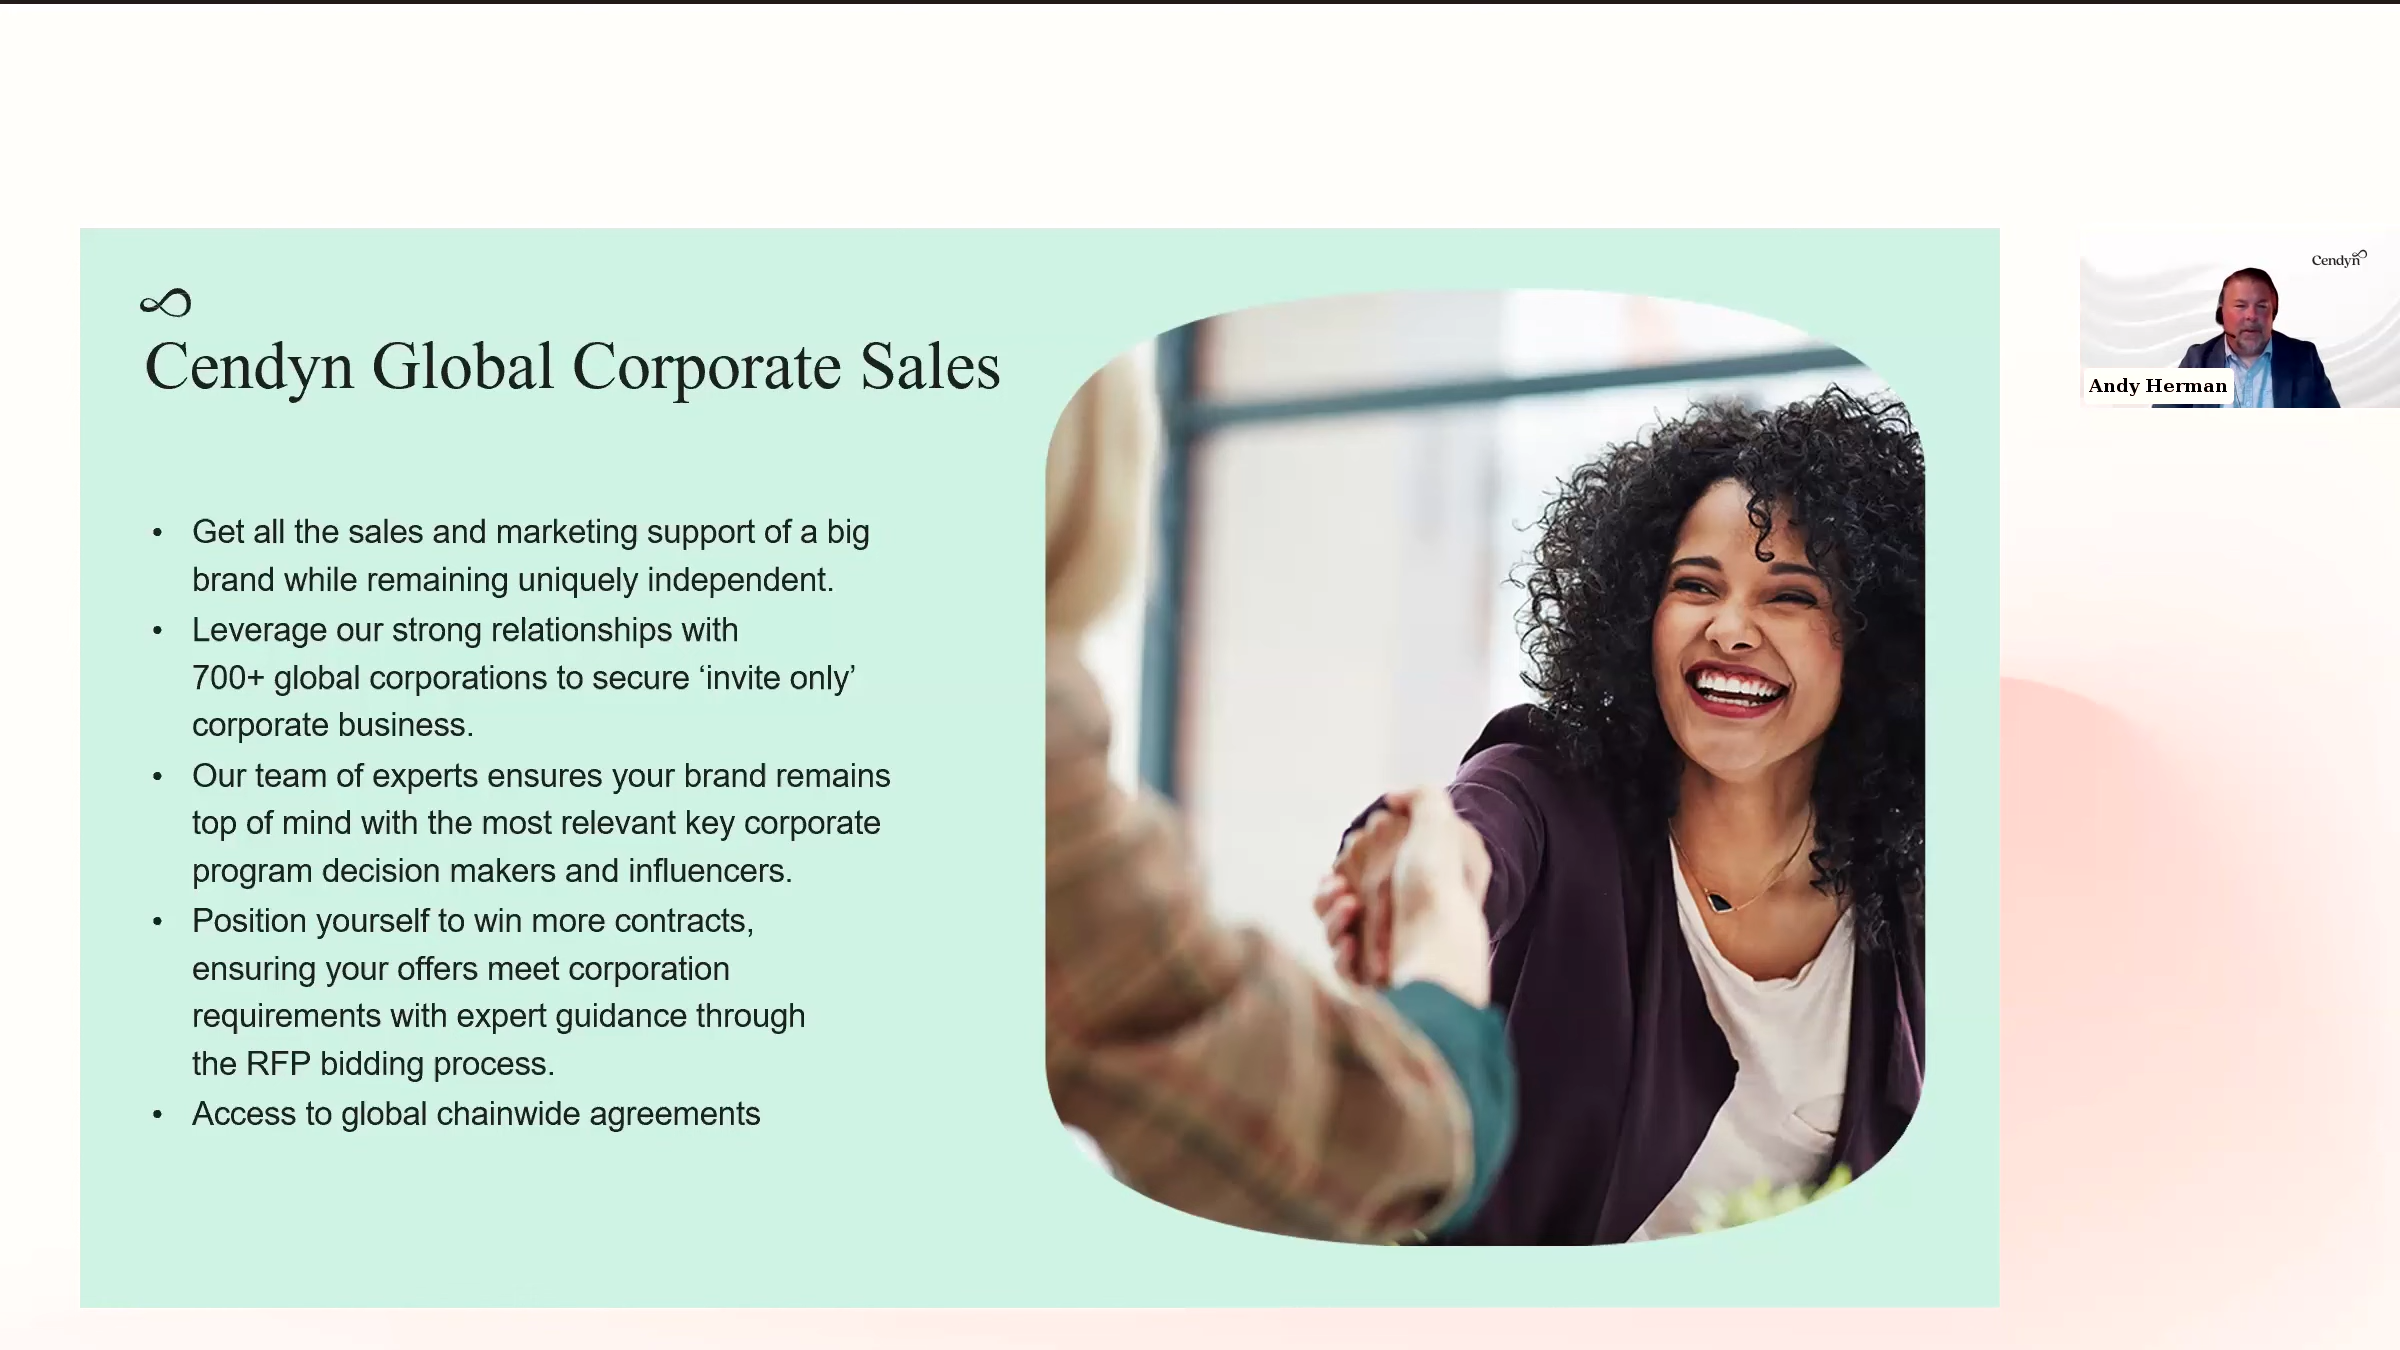 Cendyn Global Corporate Sales
• Get all the sales and marketing support of a big
brand while remaining uniquely independent.
• Leverage our strong relationships with
700+ global corporations to secure ‘invite only’
corporate business.
• Our team of experts ensures your brand remains
top of mind with the most relevant key corporate
program decision makers and influencers.
• Position yourself to win more contracts,
ensuring your offers meet corporation
requirements with expert guidance through
the RFP bidding process.
• Access to global chainwide agreements
Cendyn
Andy Herman